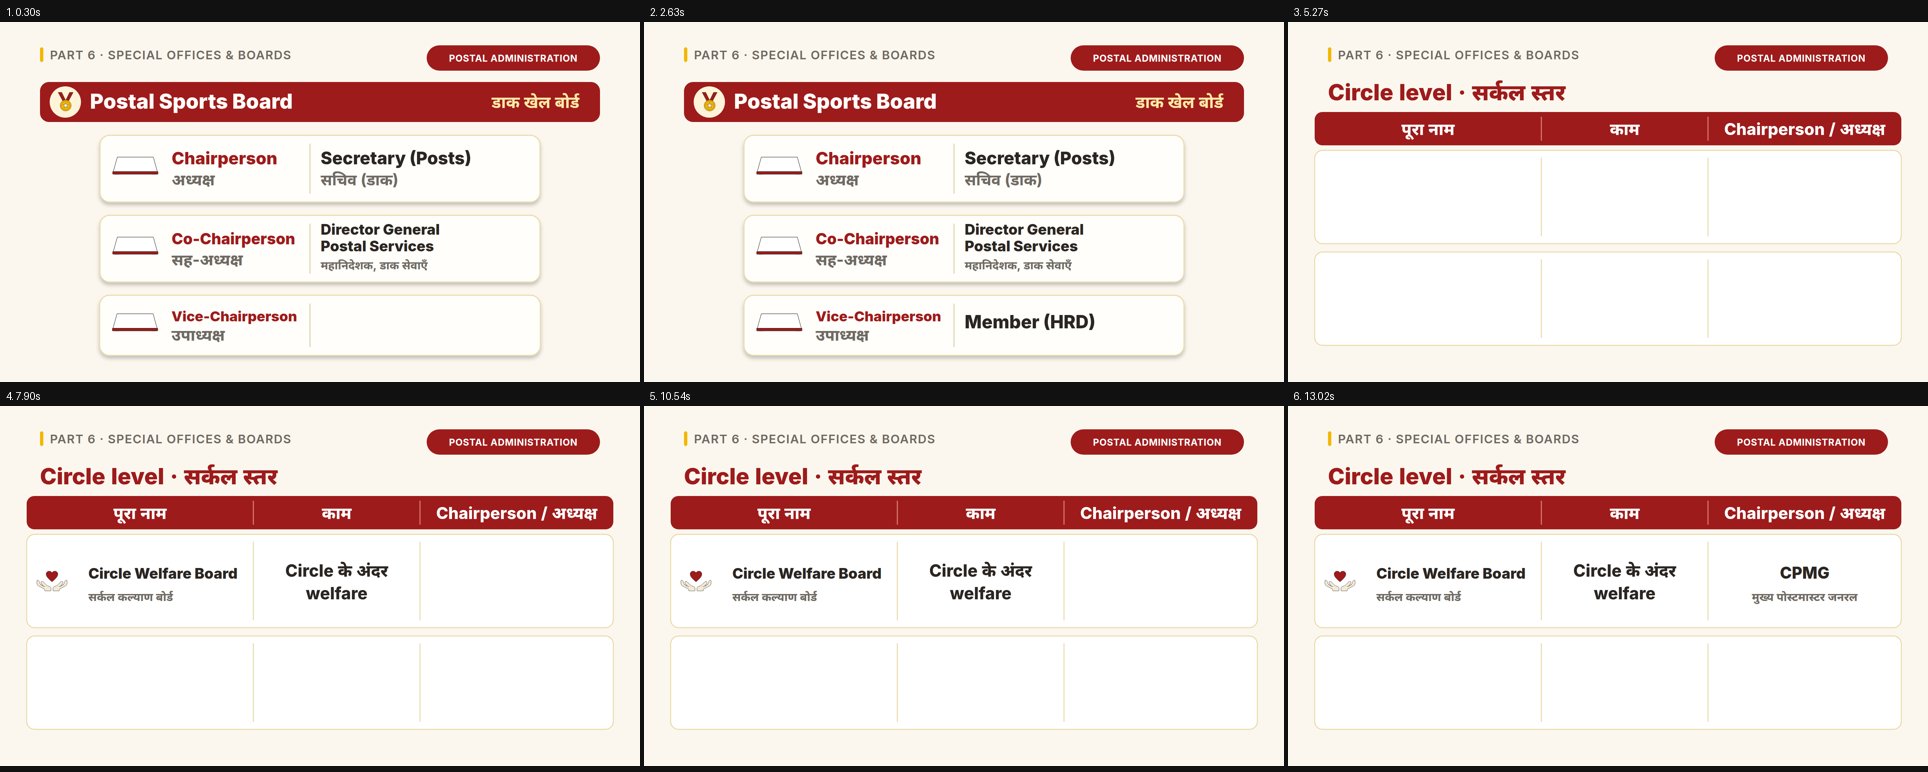 1. 0.30s
PART 6 · SPECIAL OFFICES & BOARDS
POSTAL ADMINISTRATION
Postal Sports Board
डाक खेल बोर्ड
Chairperson
अध्यक्ष
Secretary (Posts)
सचिव (डाक)
Co-Chairperson
सह-अध्यक्ष
Director General
Postal Services
महानिदेशक, डाक सेवाएँ
Vice-Chairperson
उपाध्यक्ष
2. 2.63s
PART 6 · SPECIAL OFFICES & BOARDS
POSTAL ADMINISTRATION
Postal Sports Board
डाक खेल बोर्ड
Chairperson
अध्यक्ष
Secretary (Posts)
सचिव (डाक)
Co-Chairperson
सह-अध्यक्ष
Director General
Postal Services
महानिदेशक, डाक सेवाएँ
Vice-Chairperson
उपाध्यक्ष
Member (HRD)
3. 5.27s
PART 6 · SPECIAL OFFICES & BOARDS
POSTAL ADMINISTRATION
Circle level · सर्कल स्तर
पूरा नाम
काम
Chairperson / अध्यक्ष
4. 7.90s
PART 6 · SPECIAL OFFICES & BOARDS
POSTAL ADMINISTRATION
Circle level · सर्कल स्तर
पूरा नाम
काम
Chairperson / अध्यक्ष
Circle Welfare Board
सर्कल कल्याण बोर्ड
Circle के अंदर
welfare
5. 10.54s
PART 6 · SPECIAL OFFICES & BOARDS
POSTAL ADMINISTRATION
Circle level · सर्कल स्तर
पूरा नाम
काम
Chairperson / अध्यक्ष
Circle Welfare Board
सर्कल कल्याण बोर्ड
Circle के अंदर
welfare
6. 13.02s
PART 6 · SPECIAL OFFICES & BOARDS
POSTAL ADMINISTRATION
Circle level · सर्कल स्तर
पूरा नाम
काम
Chairperson / अध्यक्ष
Circle Welfare Board
सर्कल कल्याण बोर्ड
Circle के अंदर
welfare
CPMG
मुख्य पोस्टमास्टर जनरल